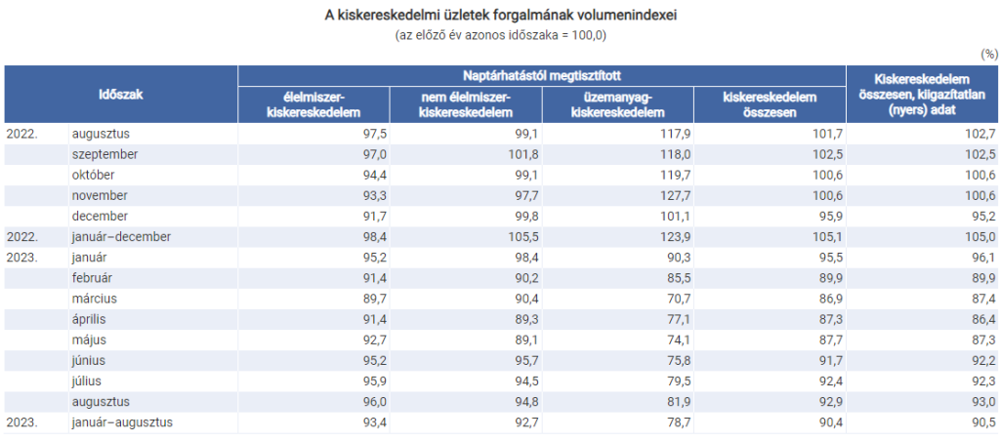 A kiskereskedelmi üzletek forgalmának volumenindexei
(az előző év azonos időszaka = 100,0)
(%)
Időszak
Naptárhatástól megtisztított
Kiskereskedelem
összesen, kiigazítatlan
(nyers) adat
élelmiszer-
kiskereskedelem
nem élelmiszer-
kiskereskedelem
üzemanyag-
kiskereskedelem
kiskereskedelem
összesen
2022. augusztus 97,5 99,1 117,9 101,7 102,7
szeptember 97,0 101,8 118,0 102,5 102,5
október 94,4 99,1 119,7 100,6 100,6
november 93,3 97,7 127,7 100,6 100,6
december 91,7 99,8 101,1 95,9 95,2
2022. január–december 98,4 105,5 123,9 105,1 105,0
2023. január 95,2 98,4 90,3 95,5 96,1
február 91,4 90,2 85,5 89,9 89,9
március 89,7 90,4 70,7 86,9 87,4
április 91,4 89,3 77,1 87,3 86,4
május 92,7 89,1 74,1 87,7 87,3
június 95,2 95,7 75,8 91,7 92,2
július 95,9 94,5 79,5 92,4 92,3
augusztus 96,0 94,8 81,9 92,9 93,0
2023. január–augusztus 93,4 92,7 78,7 90,4 90,5